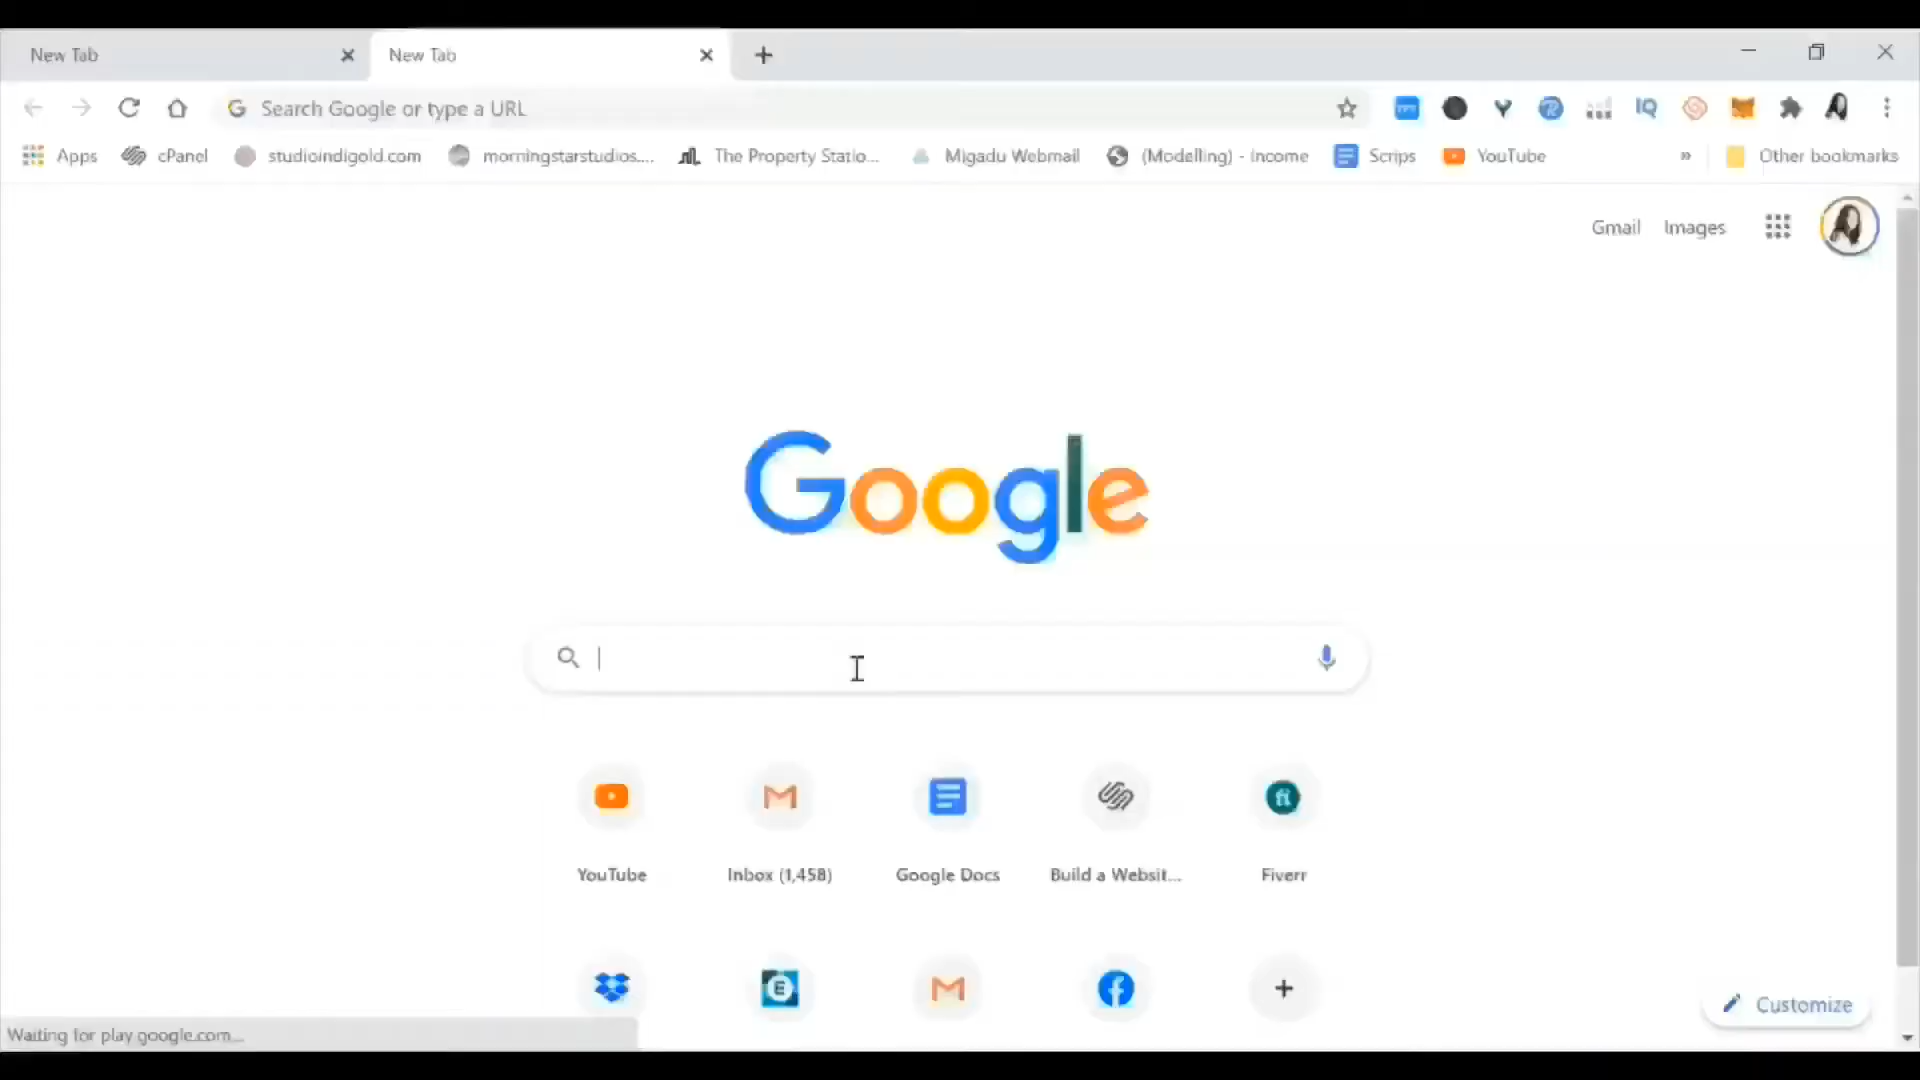 New Tab
New Tab
Search Google or type a URL
IQ
Apps
cPanel
studioindigold.com
morningstarstudios....
The Property Statio...
Migadu Webmail
(Modelling) - Income
Scrips
YouTube
»
Other bookmarks
Gmail
Images
Google
YouTube
Inbox (1,458)
Google Docs
Build a Websit...
Fiverr
Customize
Waiting for play.google.com...